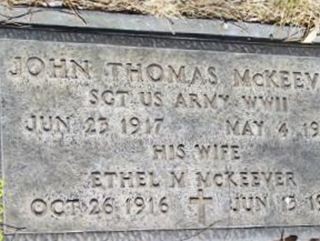 JOHN THOMAS McKEEV
SGT US ARMY WWII
JUN 23 1917 MAY 4 19
HIS WIFE
ETHEL M McKEEVER
OCT 26 1916 JUN 13 19